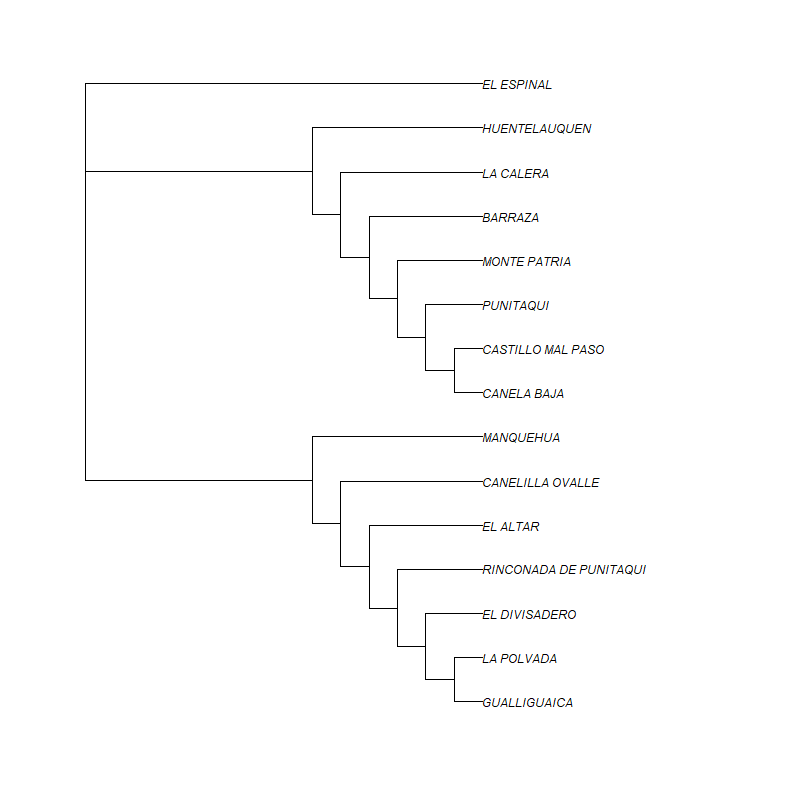 EL ESPINAL
HUENTELAUQUEN
LA CALERA
BARRAZA
MONTE PATRIA
PUNITAQUI
CASTILLO MAL PASO
CANELA BAJA
MANQUEHUA
CANELILLA OVALLE
EL ALTAR
RINCONADA DE PUNITAQUI
EL DIVISADERO
LA POLVADA
GUALLIGUAICA